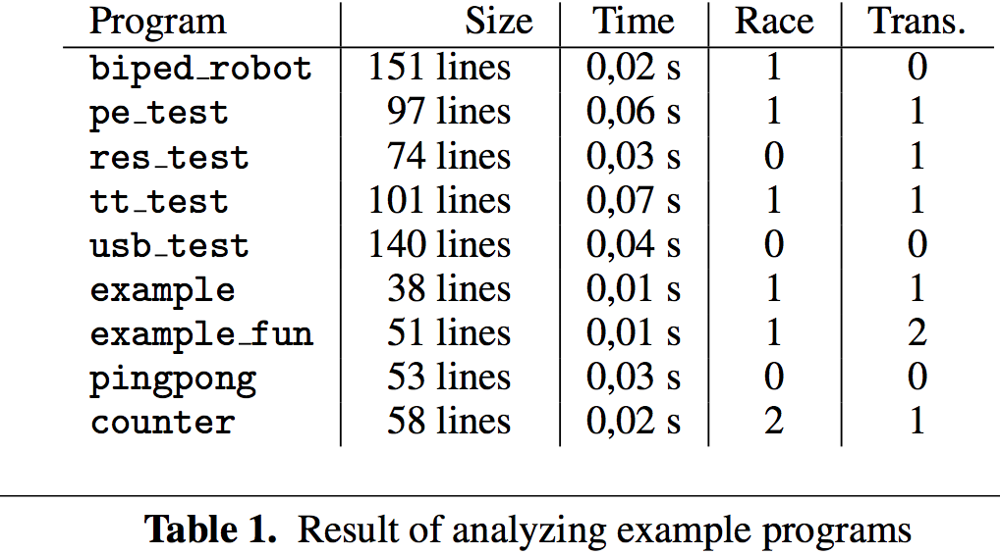 Program Size Time Race Trans.
biped_robot 151 lines 0,02 s 1 0
pe_test 97 lines 0,06 s 1 1
res_test 74 lines 0,03 s 0 1
tt_test 101 lines 0,07 s 1 1
usb_test 140 lines 0,04 s 0 0
example 38 lines 0,01 s 1 1
example_fun 51 lines 0,01 s 1 2
pingpong 53 lines 0,03 s 0 0
counter 58 lines 0,02 s 2 1
Table 1. Result of analyzing example programs